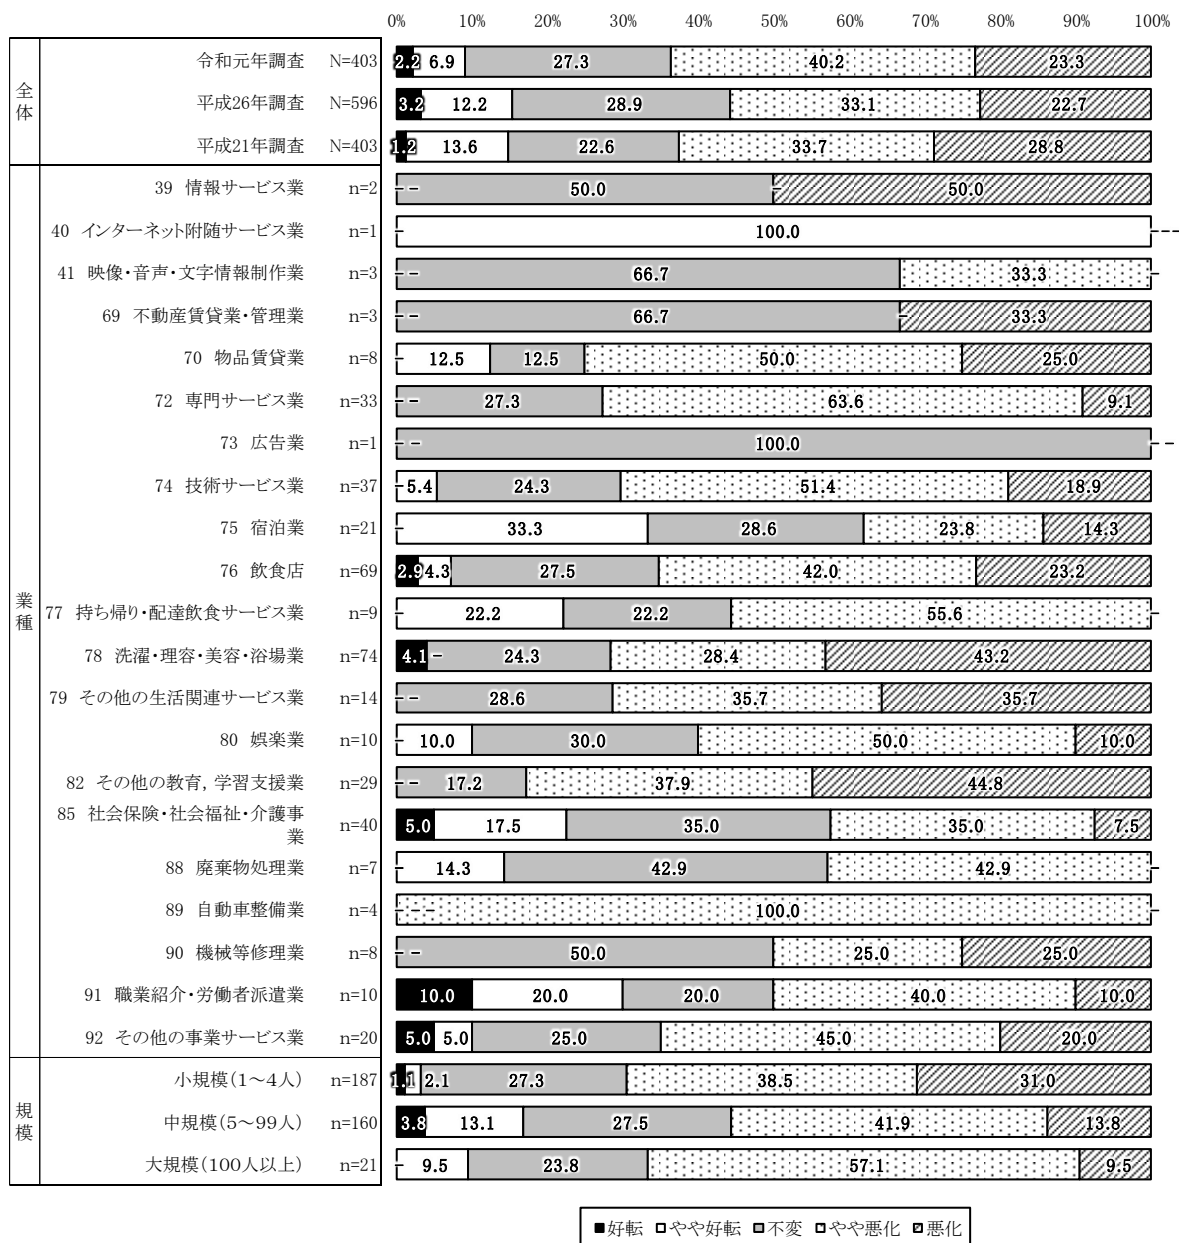 0% 10% 20% 30% 40% 50% 60% 70% 80% 90% 100%
全体
令和元年調査 N=403 2.2 6.9 27.3 40.2 23.3
平成26年調査 N=596 3.2 12.2 28.9 33.1 22.7
平成21年調査 N=403 1.2 13.6 22.6 33.7 28.8
業種
39 情報サービス業 n=2 - - 50.0 - 50.0
40 インターネット附随サービス業 n=1 - 100.0 - - -
41 映像・音声・文字情報制作業 n=3 - - 66.7 33.3 -
69 不動産賃貸業・管理業 n=3 - - 66.7 - 33.3
70 物品賃貸業 n=8 - 12.5 12.5 50.0 25.0
72 専門サービス業 n=33 - - 27.3 63.6 9.1
73 広告業 n=1 - - 100.0 - -
74 技術サービス業 n=37 - 5.4 24.3 51.4 18.9
75 宿泊業 n=21 - 33.3 28.6 23.8 14.3
76 飲食店 n=69 2.9 4.3 27.5 42.0 23.2
77 持ち帰り・配達飲食サービス業 n=9 - 22.2 22.2 55.6 -
78 洗濯・理容・美容・浴場業 n=74 4.1 - 24.3 28.4 43.2
79 その他の生活関連サービス業 n=14 - - 28.6 35.7 35.7
80 娯楽業 n=10 - 10.0 30.0 50.0 10.0
82 その他の教育，学習支援業 n=29 - - 17.2 37.9 44.8
85 社会保険・社会福祉・介護事
業 n=40 5.0 17.5 35.0 35.0 7.5
88 廃棄物処理業 n=7 - 14.3 42.9 42.9 -
89 自動車整備業 n=4 - - - 100.0 -
90 機械等修理業 n=8 - - 50.0 25.0 25.0
91 職業紹介・労働者派遣業 n=10 10.0 20.0 20.0 40.0 10.0
92 その他の事業サービス業 n=20 5.0 5.0 25.0 45.0 20.0
規模
小規模（1～4人） n=187 1.1 2.1 27.3 38.5 31.0
中規模（5～99人） n=160 3.8 13.1 27.5 41.9 13.8
大規模（100人以上） n=21 - 9.5 23.8 57.1 9.5
■好転 □やや好転 不変 やや悪化 悪化